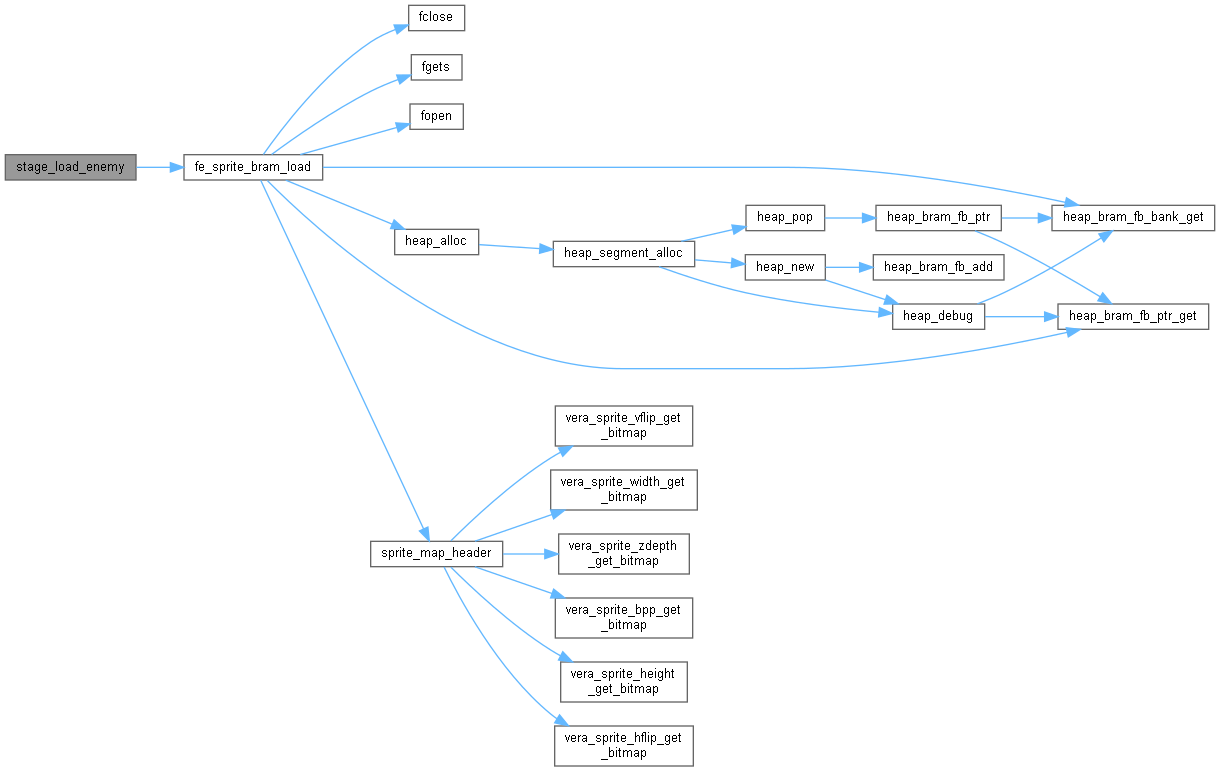 fclose
fgets
fopen
stage_load_enemy
fe_sprite_bram_load
heap_pop
heap_bram_fb_ptr
heap_bram_fb_bank_get
heap_alloc
heap_segment_alloc
heap_new
heap_bram_fb_add
heap_debug
heap_bram_fb_ptr_get
vera_sprite_vflip_get
_bitmap
vera_sprite_width_get
_bitmap
sprite_map_header
vera_sprite_zdepth
_get_bitmap
vera_sprite_bpp_get
_bitmap
vera_sprite_height
_get_bitmap
vera_sprite_hflip_get
_bitmap